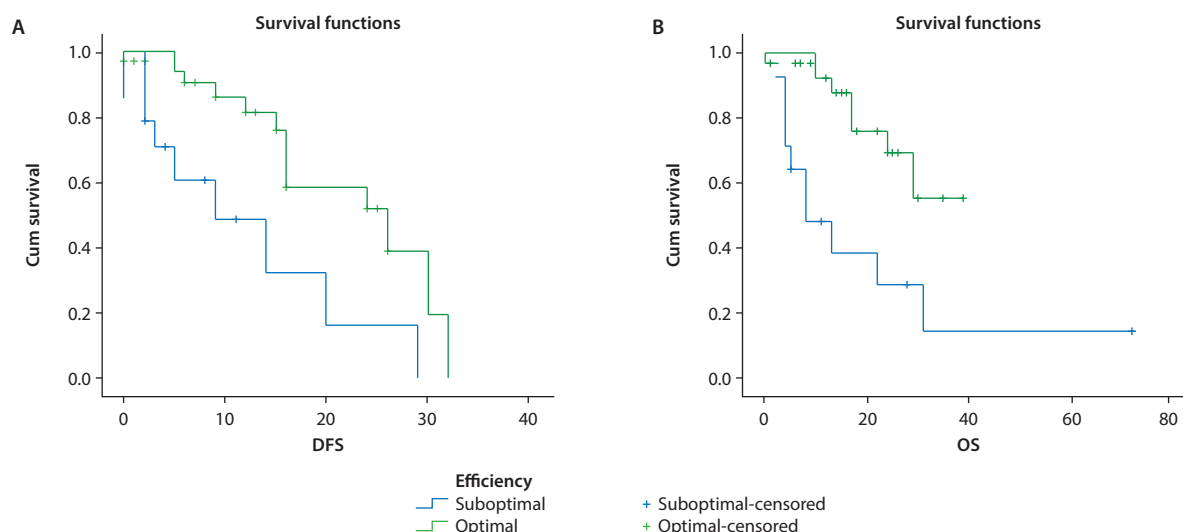 A
Survival functions
1.0
0.8
0.6
0.4
0.2
0.0
Cum survival
0 10 20 30 40
DFS
B
Survival functions
1.0
0.8
0.6
0.4
0.2
0.0
Cum survival
0 20 40 60 80
OS
Efficiency
Suboptimal
Optimal
Suboptimal-censored
Optimal-censored